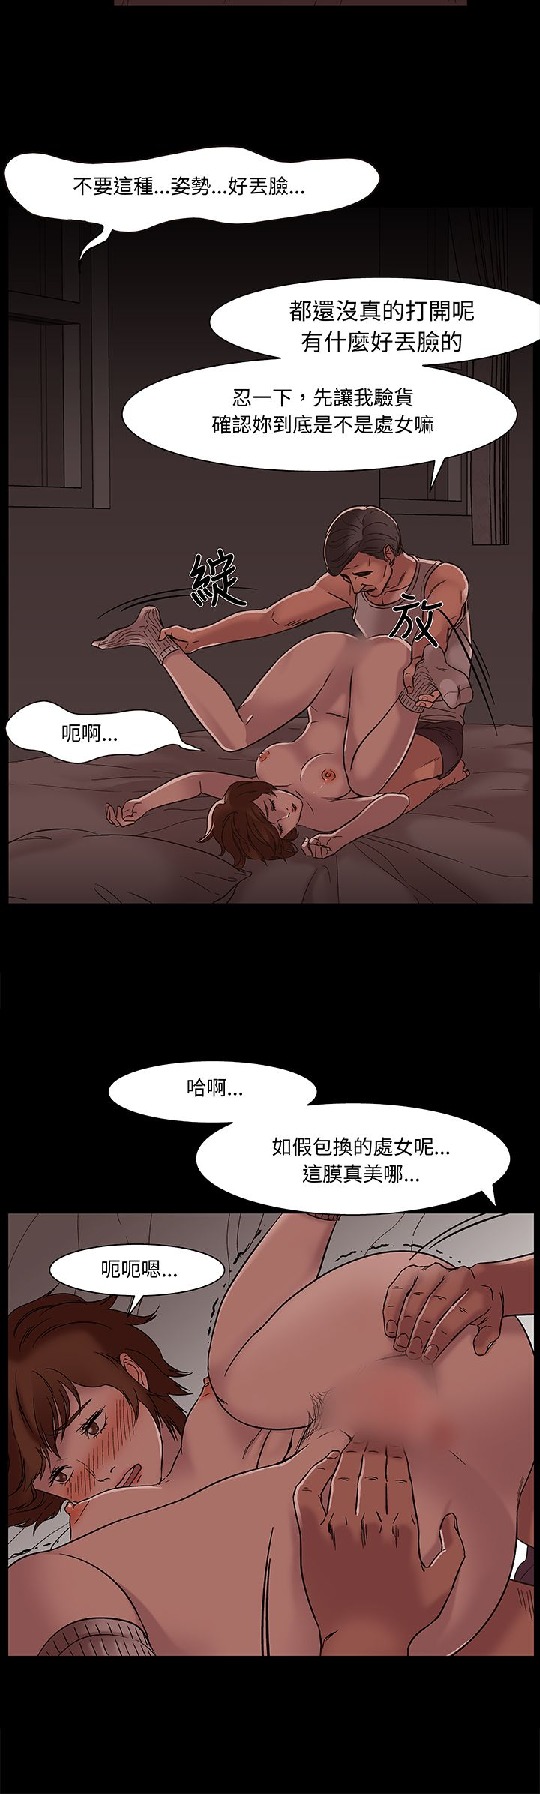 不要這種...姿勢...好丟臉...
都還沒真的打開呢
有什麼好丟臉的
忍一下，先讓我驗貨
確認妳到底是不是處女嘛
綻
放
呃啊...
哈啊...
如假包換的處女呢...
這膜真美哪...
呃呃嗯...